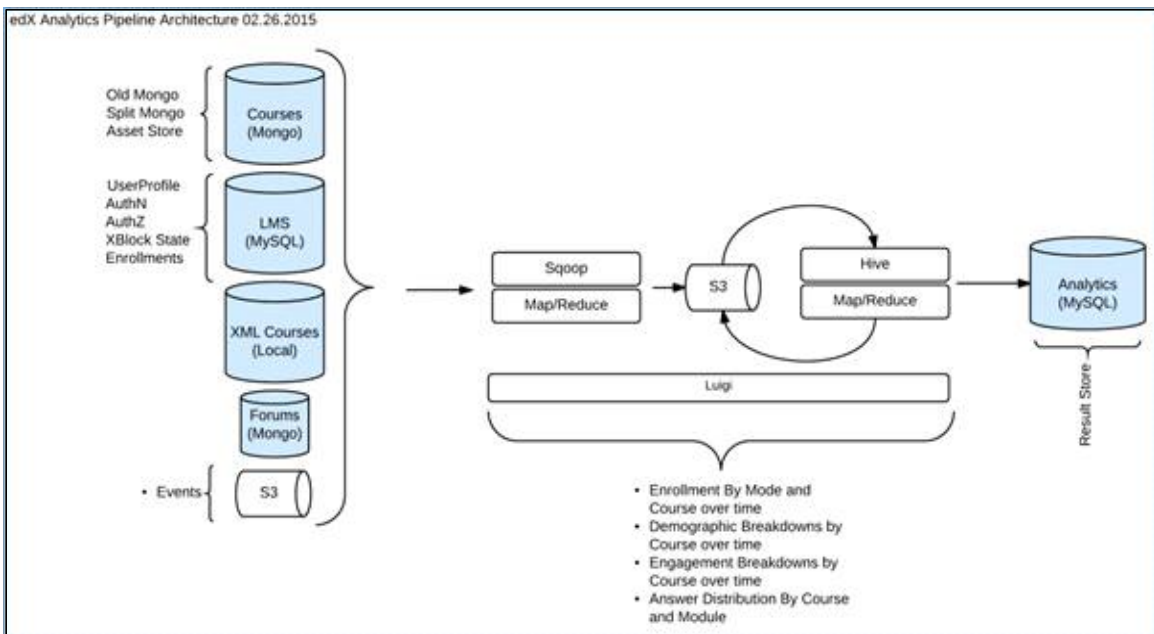 edX Analytics Pipeline Architecture 02.26.2015
Old Mongo
Split Mongo
Asset Store
Courses
(Mongo)
UserProfile
AuthN
AuthZ
XBlock State
Enrollments
LMS
(MySQL)
XML Courses
(Local)
Forums
(Mongo)
• Events
S3
Sqoop
Map/Reduce
S3
Hive
Map/Reduce
Luigi
Analytics
(MySQL)
Result Store
• Enrollment By Mode and
Course over time
• Demographic Breakdowns by
Course over time
• Engagement Breakdowns by
Course over time
• Answer Distribution By Course
and Module